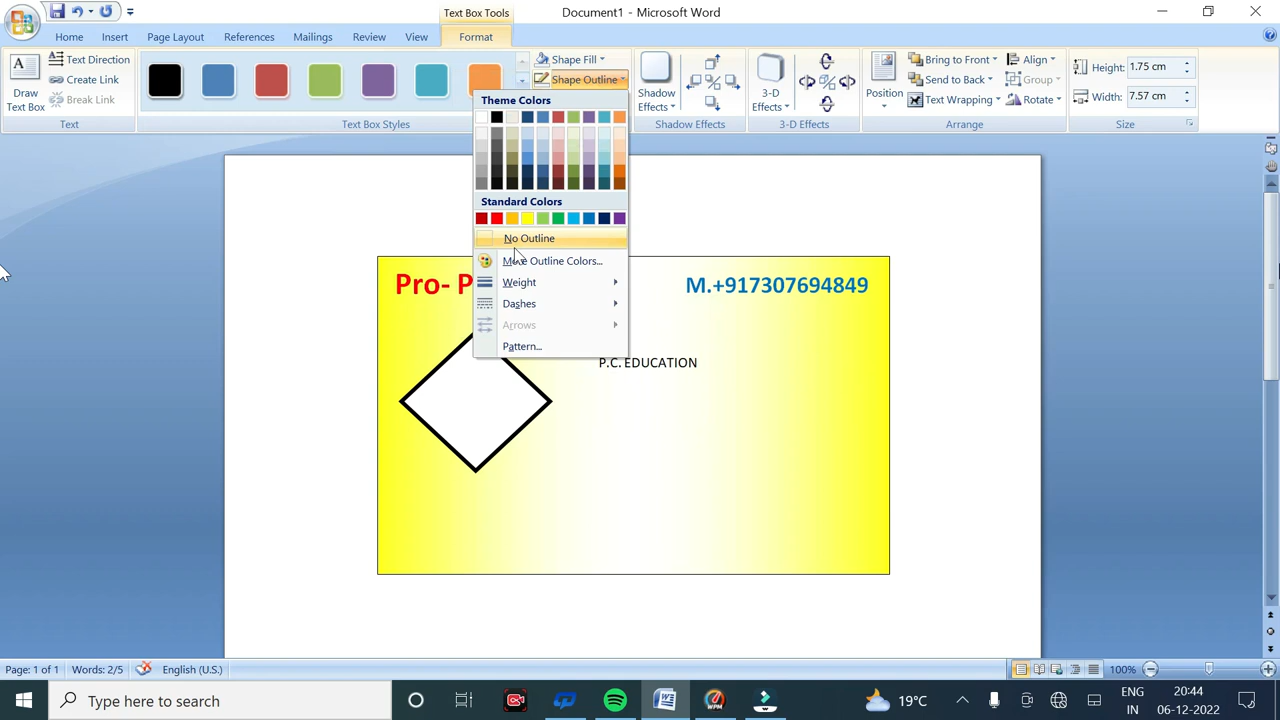 Text Box Tools
Document1 - Microsoft Word
Home Insert Page Layout References Mailings Review View Format
Draw Text Box
Text Direction
Create Link
Break Link
Text
Text Box Styles
Shape Fill
Shape Outline
Shadow Effects
Shadow Effects
3-D Effects
3-D Effects
Position
Bring to Front
Send to Back
Text Wrapping
Align
Group
Rotate
Arrange
Height: 1.75 cm
Width: 7.57 cm
Size
Theme Colors
Standard Colors
No Outline
More Outline Colors...
Weight
Dashes
Arrows
Pattern...
Pro- P
M.+917307694849
P.C. EDUCATION
Page: 1 of 1 Words: 2/5 English (U.S.) 100%
Type here to search
WPM
19°C
ENG
IN
20:44
06-12-2022